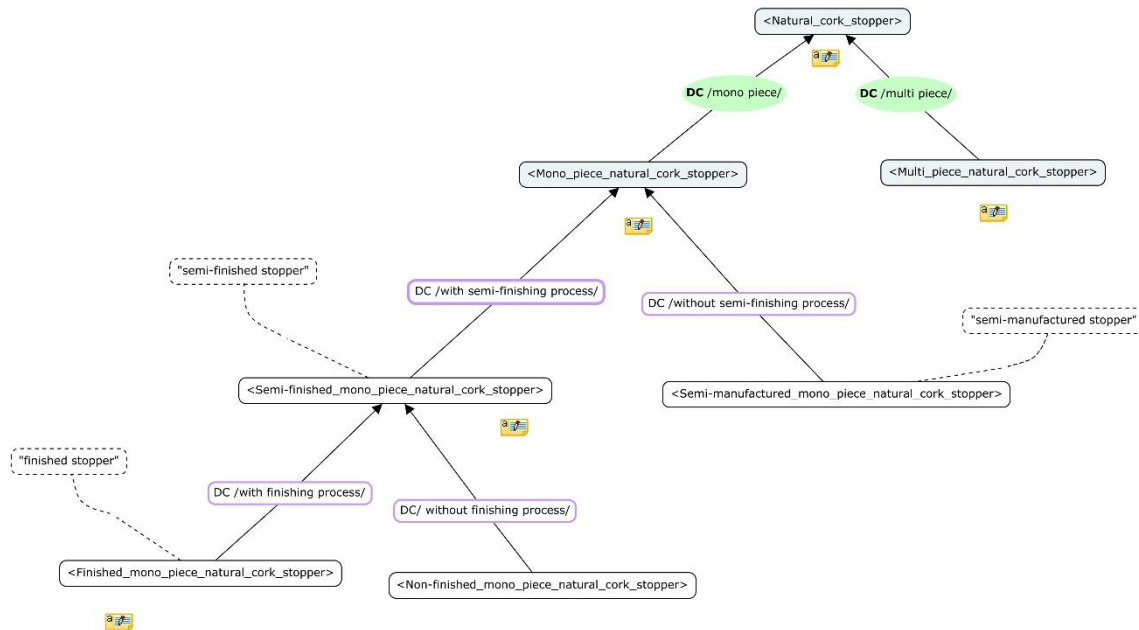 <Natural_cork_stopper>
a
DC /mono piece/
DC /multi piece/
<Mono_piece_natural_cork_stopper>
<Multi_piece_natural_cork_stopper>
a
a
"semi-finished stopper"
DC /with semi-finishing process/
DC /without semi-finishing process/
"semi-manufactured stopper"
<Semi-finished_mono_piece_natural_cork_stopper>
<Semi-manufactured_mono_piece_natural_cork_stopper>
a
"finished stopper"
DC /with finishing process/
DC/ without finishing process/
<Finished_mono_piece_natural_cork_stopper>
<Non-finished_mono_piece_natural_cork_stopper>
a